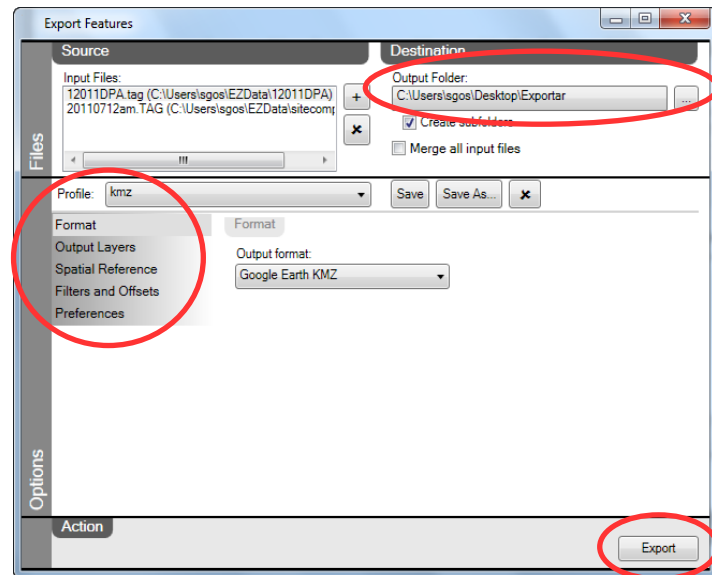 Export Features
Source
Destination
Input Files:
12011DPA.tag (C:\Users\sgos\EZData\12011DPA)
20110712am.TAG (C:\Users\sgos\EZData\sitecomp
+
Output Folder:
C:\Users\sgos\Desktop\Exportar
...
Create subfolders
Merge all input files
Files
Profile:
kmz
Save
Save As...
Format
Output Layers
Spatial Reference
Filters and Offsets
Preferences
Format
Output format:
Google Earth KMZ
Options
Action
Export